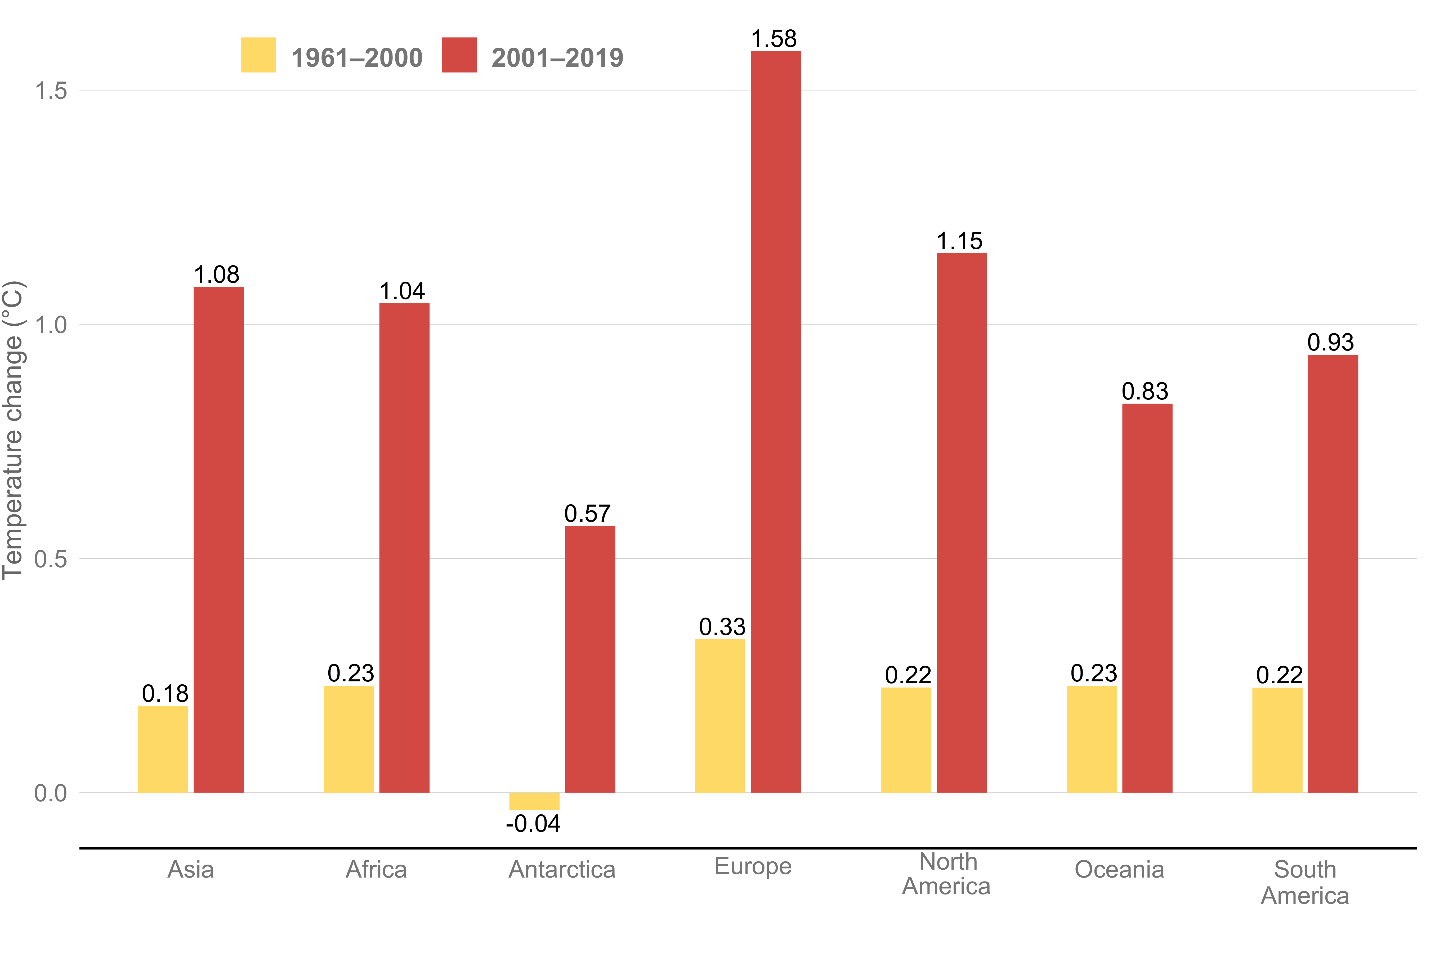 1961–2000 2001–2019
Temperature change (°C)
1.5
1.0
0.5
0.0
0.18
1.08
0.23
1.04
-0.04
0.57
0.33
1.58
0.22
1.15
0.23
0.83
0.22
0.93
Asia
Africa
Antarctica
Europe
North
America
Oceania
South
America